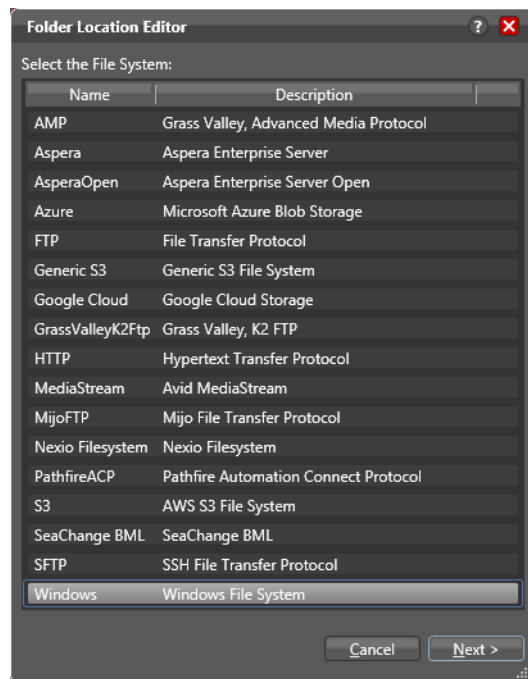 Folder Location Editor ?
Select the File System:
Name Description
AMP Grass Valley, Advanced Media Protocol
Aspera Aspera Enterprise Server
AsperaOpen Aspera Enterprise Server Open
Azure Microsoft Azure Blob Storage
FTP File Transfer Protocol
Generic S3 Generic S3 File System
Google Cloud Google Cloud Storage
GrassValleyK2Ftp Grass Valley, K2 FTP
HTTP Hypertext Transfer Protocol
MediaStream Avid MediaStream
MijoFTP Mijo File Transfer Protocol
Nexio Filesystem Nexio Filesystem
PathfireACP Pathfire Automation Connect Protocol
S3 AWS S3 File System
SeaChange BML SeaChange BML
SFTP SSH File Transfer Protocol
Windows Windows File System
Cancel Next >